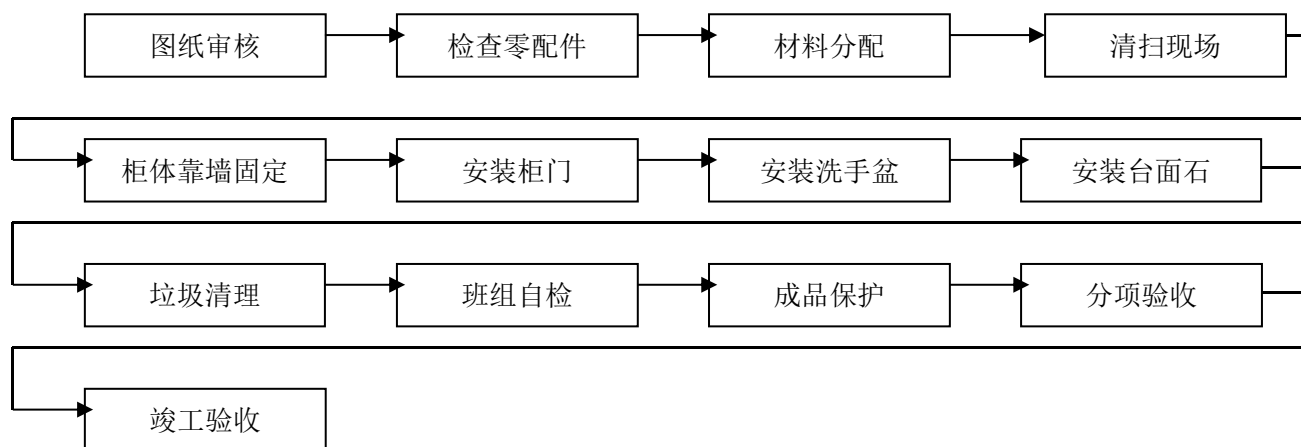 图纸审核 检查零配件 材料分配 清扫现场
柜体靠墙固定 安装柜门 安装洗手盆 安装台面石
垃圾清理 班组自检 成品保护 分项验收
竣工验收